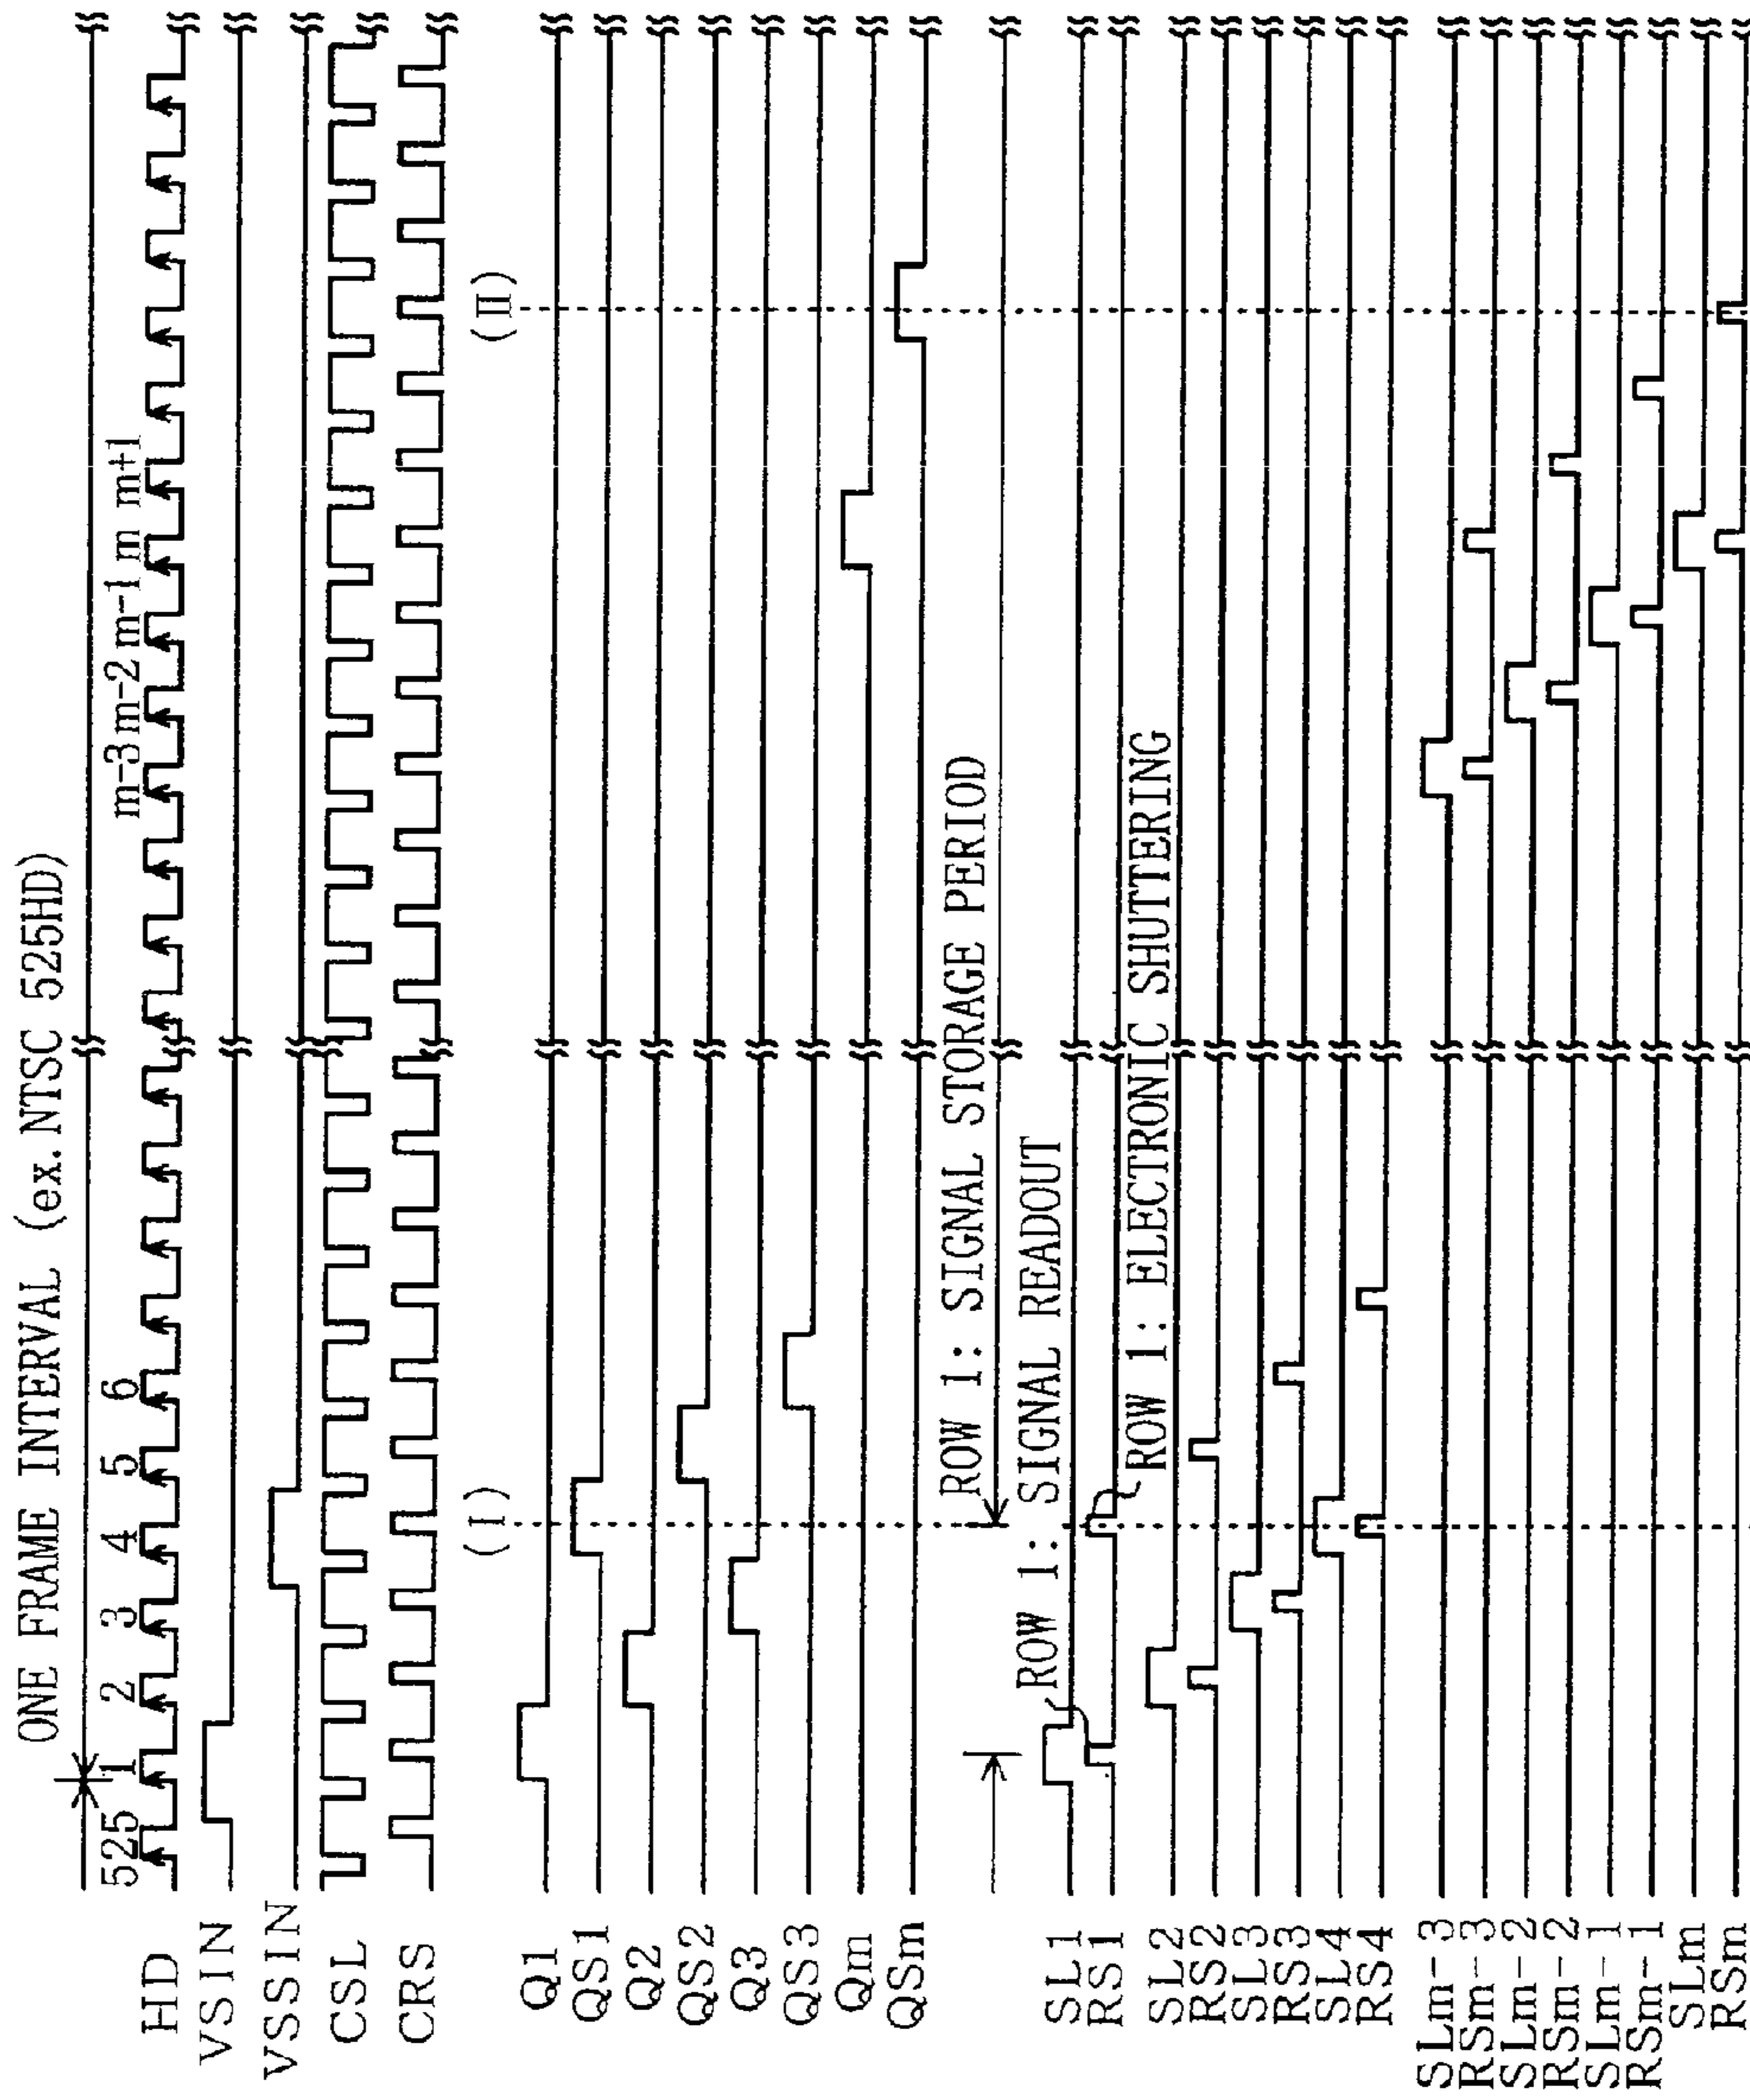 ONE FRAME INTERVAL (ex. NTSC 525HD)
525 1 2 3 4 5 6 m-3 m-2 m-1 m m+1
HD
VSIN
VSSIN
CSL
CRS
(I) (II)
Q1
QS1
Q2
QS2
Q3
QS3
Qm
QSm
ROW 1: SIGNAL STORAGE PERIOD
ROW 1: SIGNAL READOUT
SL1
RS1
ROW 1: ELECTRONIC SHUTTERING
SL2
RS2
SL3
RS3
SL4
RS4
SLm-3
RSm-3
SLm-2
RSm-2
SLm-1
RSm-1
SLm
RSm